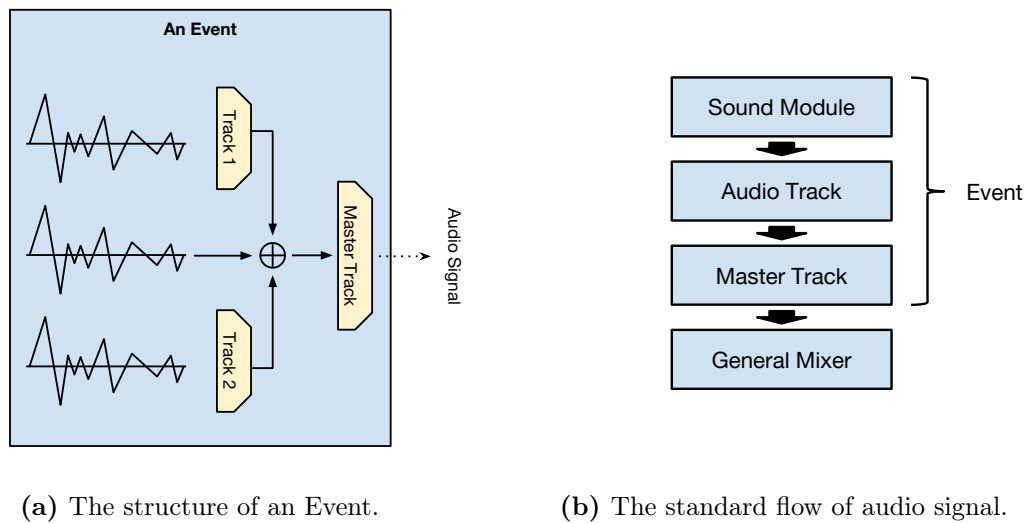 An Event
Track 1
Master Track
Track 2
Audio Signal
(a) The structure of an Event.
Sound Module
Audio Track
Master Track
General Mixer
Event
(b) The standard flow of audio signal.